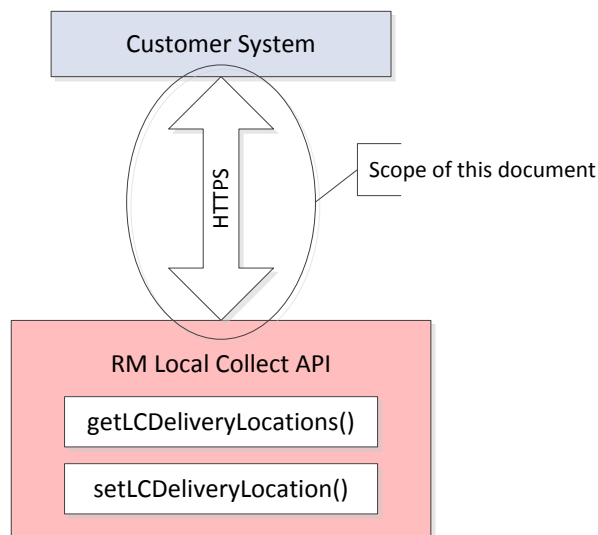 Customer System
HTTPS
Scope of this document
RM Local Collect API
getLCDeliveryLocations()
setLCDeliveryLocation()